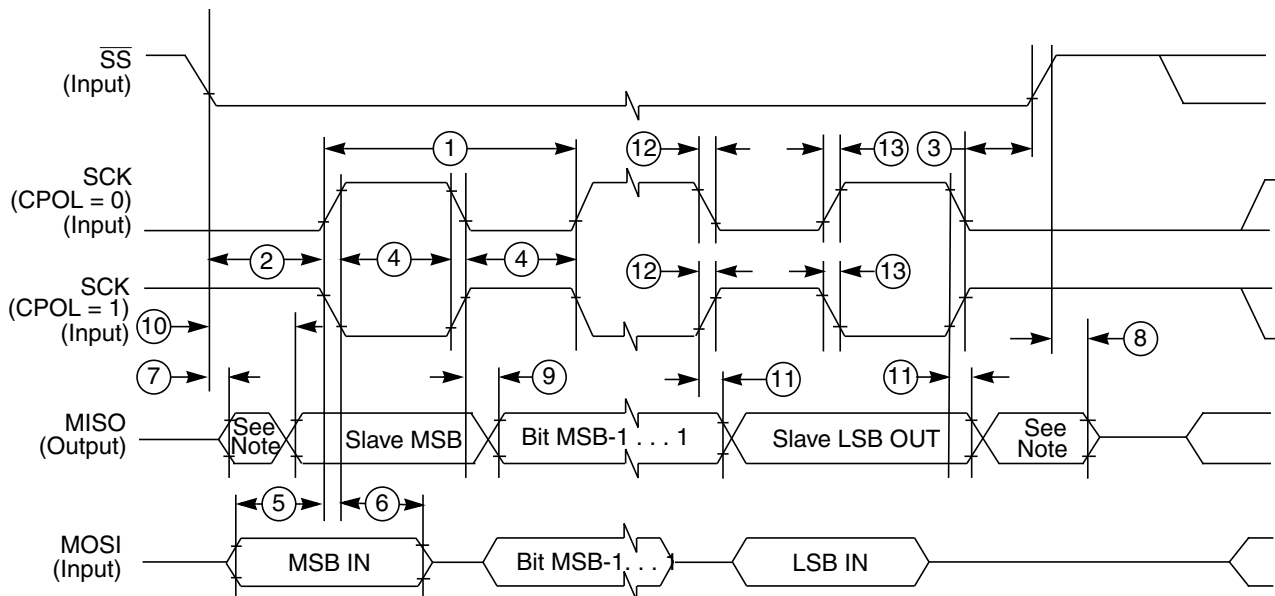 SS
(Input)
1
12
13
3
SCK
(CPOL = 0)
(Input)
2
4
4
12
13
SCK
(CPOL = 1)
(Input)
10
8
7
9
11
11
MISO
(Output)
See
Note
Slave MSB
Bit MSB-1 . . . 1
Slave LSB OUT
See
Note
5
6
MOSI
(Input)
MSB IN
Bit MSB-1. . . 1
LSB IN